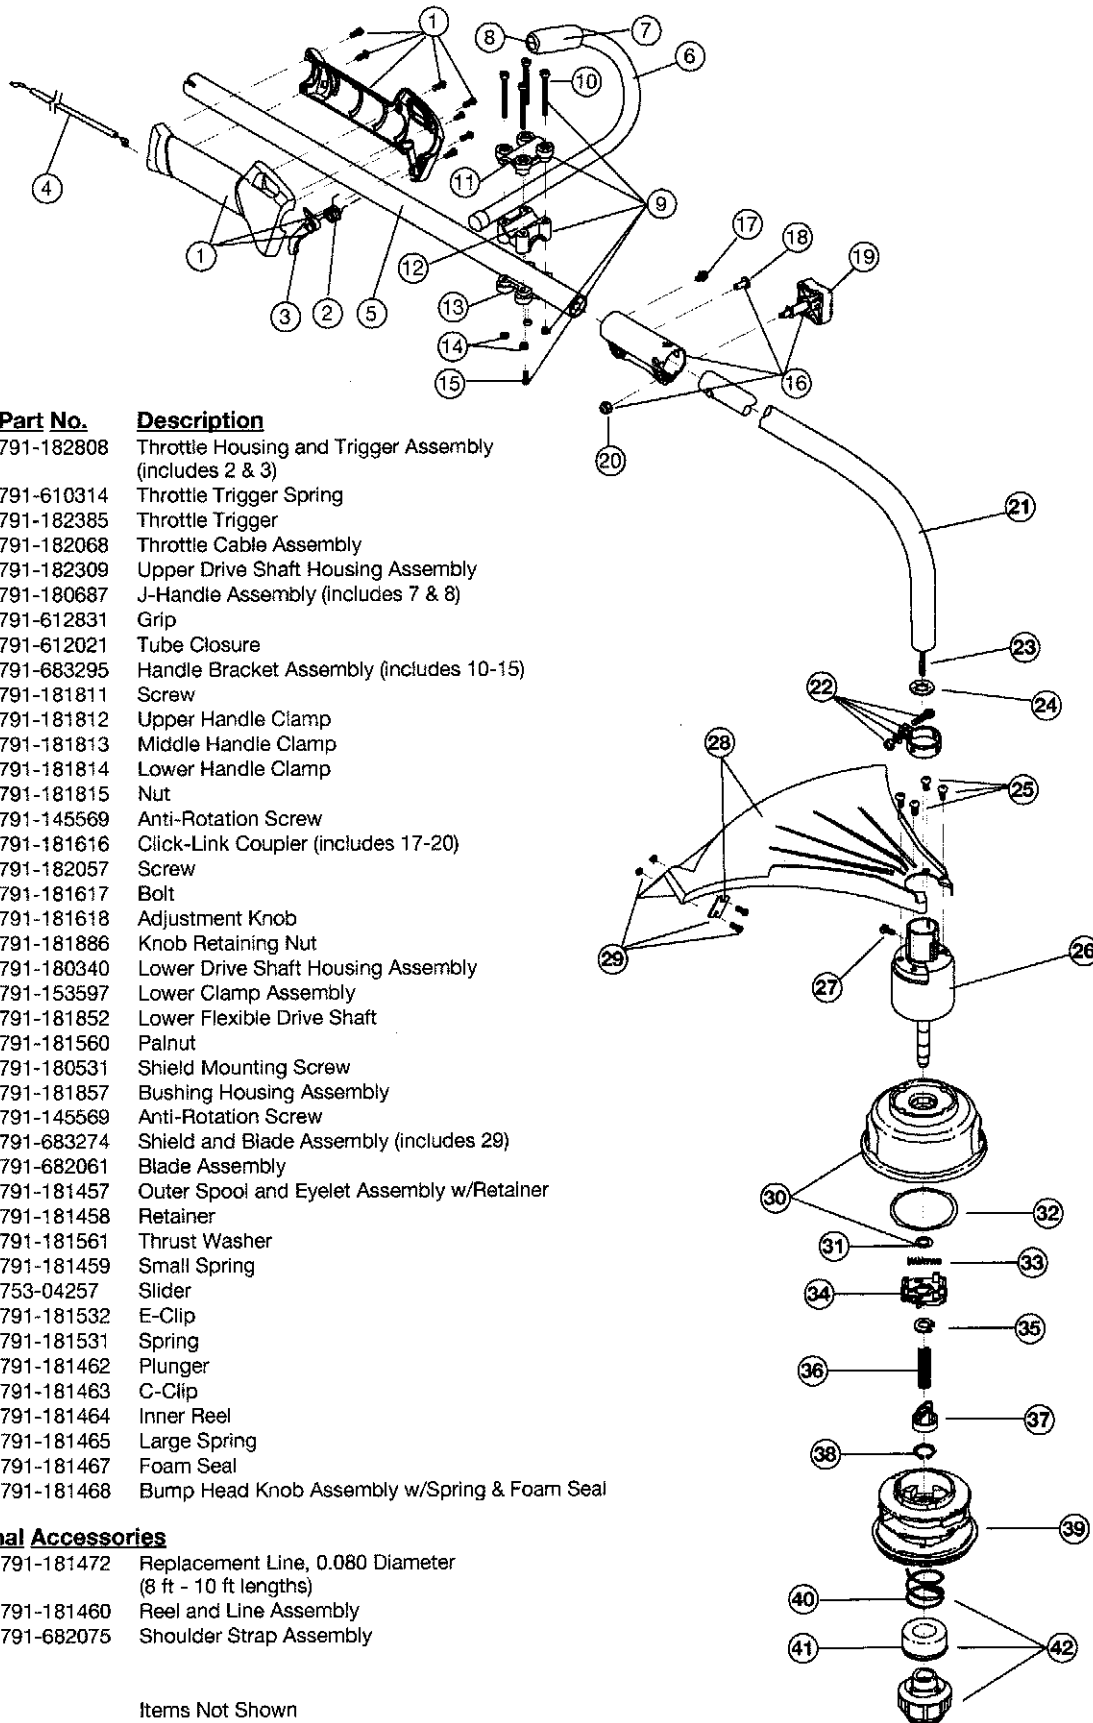 1
8
7
6
10
4
11
9
1
12
17
18
19
3
2
5
13
14
15
16
20
Part No. Description
791-182808 Throttle Housing and Trigger Assembly
(includes 2 & 3)
791-610314 Throttle Trigger Spring
791-182385 Throttle Trigger
791-182068 Throttle Cable Assembly
791-182309 Upper Drive Shaft Housing Assembly
791-180687 J-Handle Assembly (includes 7 & 8)
791-612831 Grip
791-612021 Tube Closure
791-683295 Handle Bracket Assembly (includes 10-15)
791-181811 Screw
791-181812 Upper Handle Clamp
791-181813 Middle Handle Clamp
791-181814 Lower Handle Clamp
791-181815 Nut
791-145569 Anti-Rotation Screw
791-181616 Click-Link Coupler (includes 17-20)
791-182057 Screw
791-181617 Bolt
791-181618 Adjustment Knob
791-181886 Knob Retaining Nut
791-180340 Lower Drive Shaft Housing Assembly
791-153597 Lower Clamp Assembly
791-181852 Lower Flexible Drive Shaft
791-181560 Palnut
791-180531 Shield Mounting Screw
791-181857 Bushing Housing Assembly
791-145569 Anti-Rotation Screw
791-683274 Shield and Blade Assembly (includes 29)
791-682061 Blade Assembly
791-181457 Outer Spool and Eyelet Assembly w/Retainer
791-181458 Retainer
791-181561 Thrust Washer
791-181459 Small Spring
753-04257 Slider
791-181532 E-Clip
791-181531 Spring
791-181462 Plunger
791-181463 C-Clip
791-181464 Inner Reel
791-181465 Large Spring
791-181467 Foam Seal
791-181468 Bump Head Knob Assembly w/Spring & Foam Seal
nal Accessories
791-181472 Replacement Line, 0.080 Diameter
(8 ft - 10 ft lengths)
791-181460 Reel and Line Assembly
791-682075 Shoulder Strap Assembly
Items Not Shown
21
23
22
24
28
25
29
27
26
30
32
31
33
34
35
36
37
38
39
40
41
42